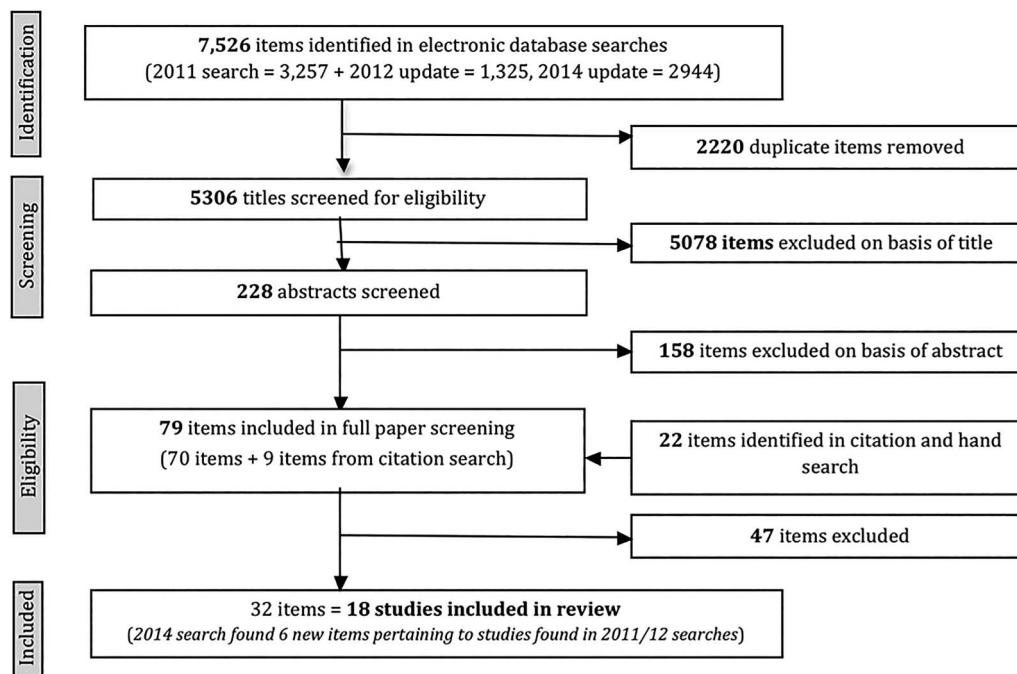 Identification
7,526 items identified in electronic database searches
(2011 search = 3,257 + 2012 update = 1,325, 2014 update = 2944)
2220 duplicate items removed
Screening
5306 titles screened for eligibility
5078 items excluded on basis of title
228 abstracts screened
158 items excluded on basis of abstract
Eligibility
79 items included in full paper screening
(70 items + 9 items from citation search)
22 items identified in citation and hand
search
47 items excluded
Included
32 items = 18 studies included in review
(2014 search found 6 new items pertaining to studies found in 2011/12 searches)